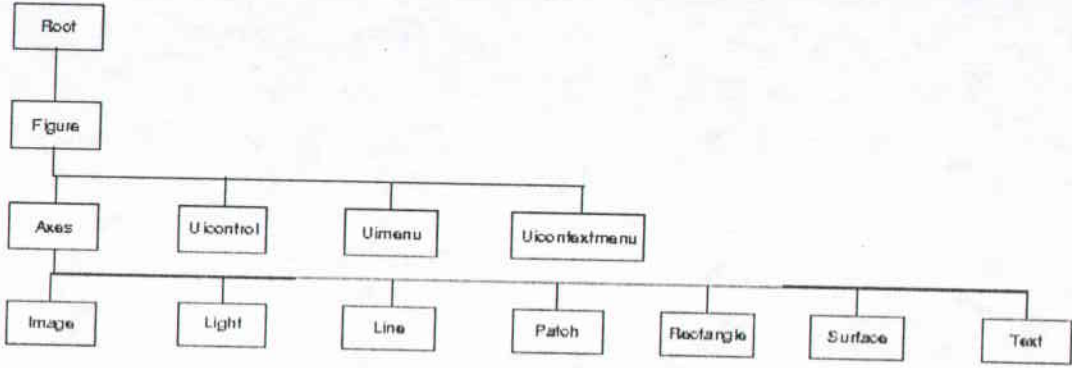 Root
Figure
Axes
Uicontrol
Uimenu
Uicontextmenu
Image
Light
Line
Patch
Rectangle
Surface
Text